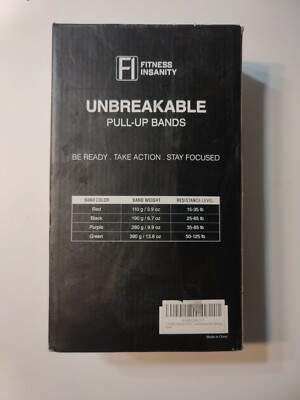 FITNESS
INSANITY
UNBREAKABLE
PULL-UP BANDS
BE READY . TAKE ACTION . STAY FOCUSED
BAND COLOR BAND WEIGHT RESISTANCE LEVEL
Red 110 g / 3.9 oz 15-35 lb
Black 190 g / 6.7 oz 25-65 lb
Purple 280 g / 9.9 oz 35-85 lb
Green 390 g / 13.8 oz 50-125 lb
Made in China